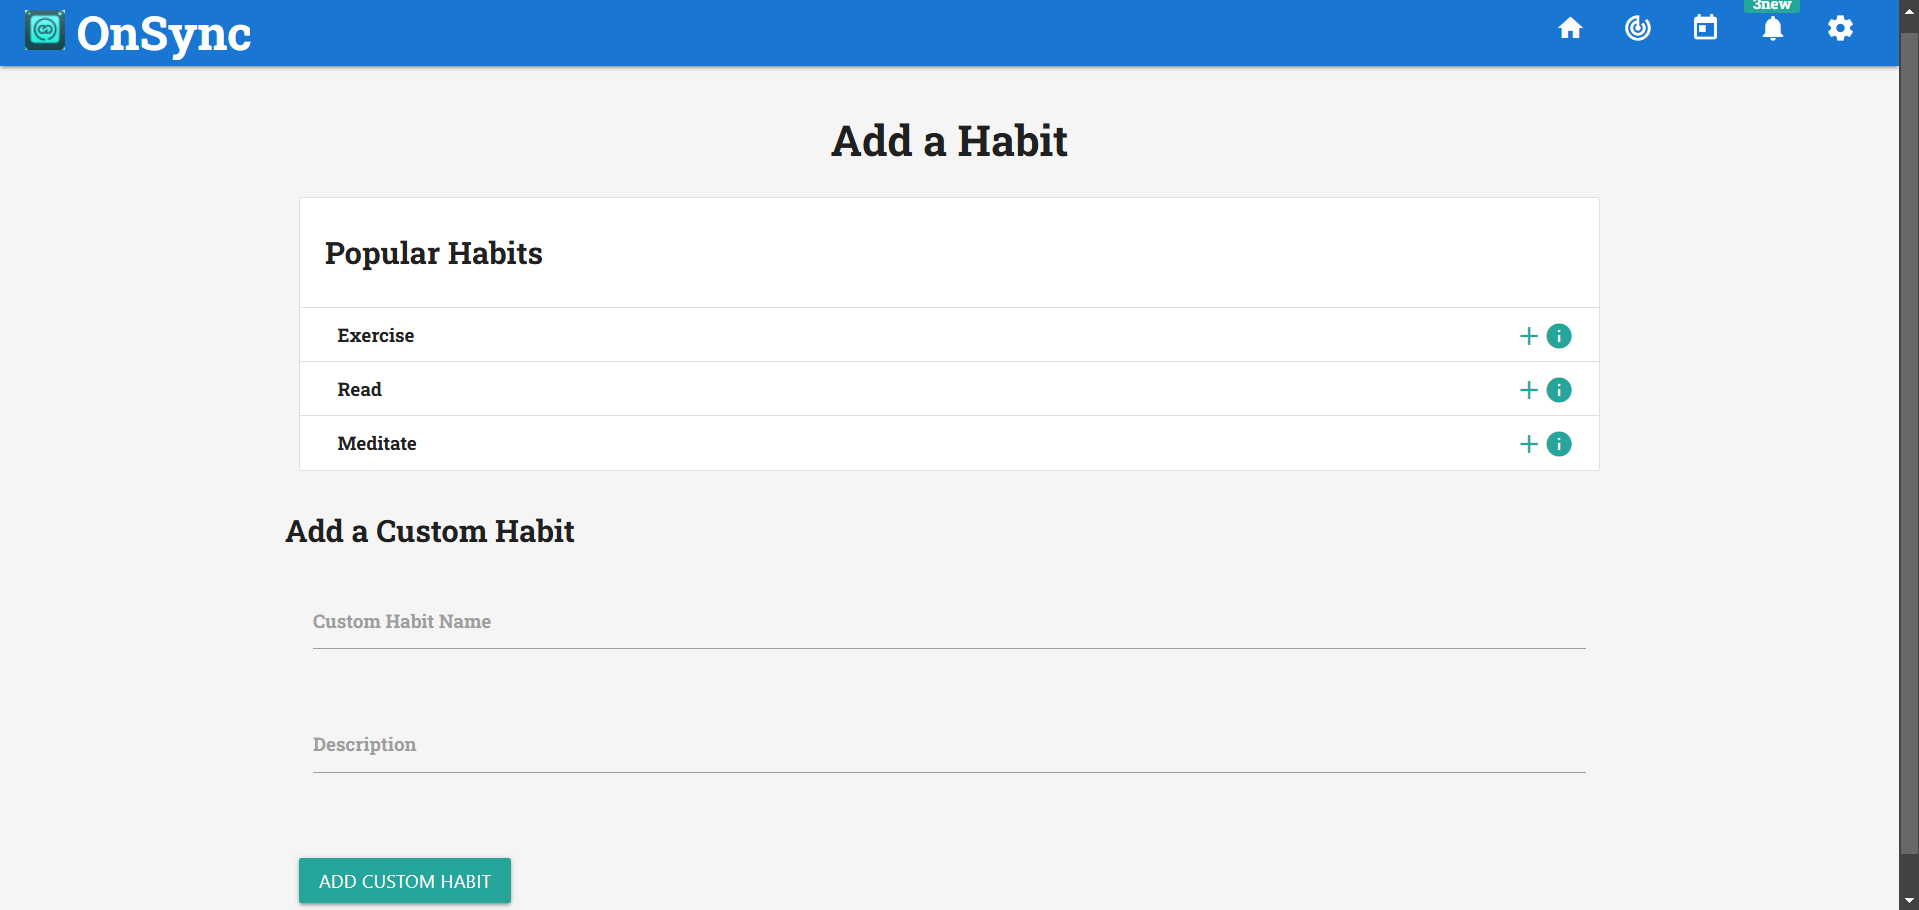 OnSync
3new
Add a Habit
Popular Habits
Exercise
Read
Meditate
Add a Custom Habit
Custom Habit Name
Description
ADD CUSTOM HABIT